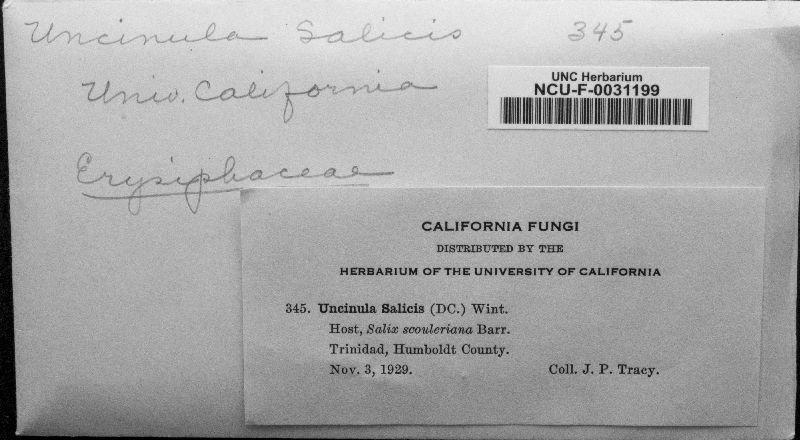 Uncinula Salicis 345
Univ. California
UNC Herbarium
NCU-F-0031199
Erysiphaceae
CALIFORNIA FUNGI
DISTRIBUTED BY THE
HERBARIUM OF THE UNIVERSITY OF CALIFORNIA
345. Uncinula Salicis (DC.) Wint.
Host, Salix scouleriana Barr.
Trinidad, Humboldt County.
Nov. 3, 1929. Coll. J. P. Tracy.